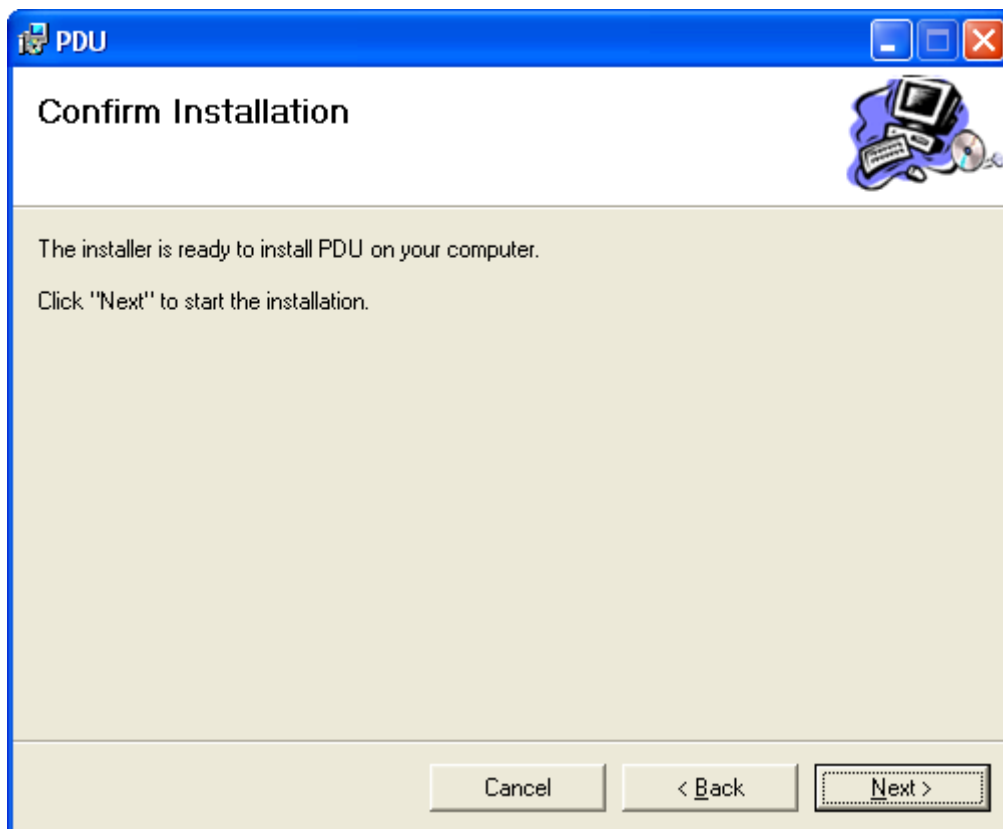 PDU
Confirm Installation
The installer is ready to install PDU on your computer.
Click "Next" to start the installation.
Cancel
< Back
Next >